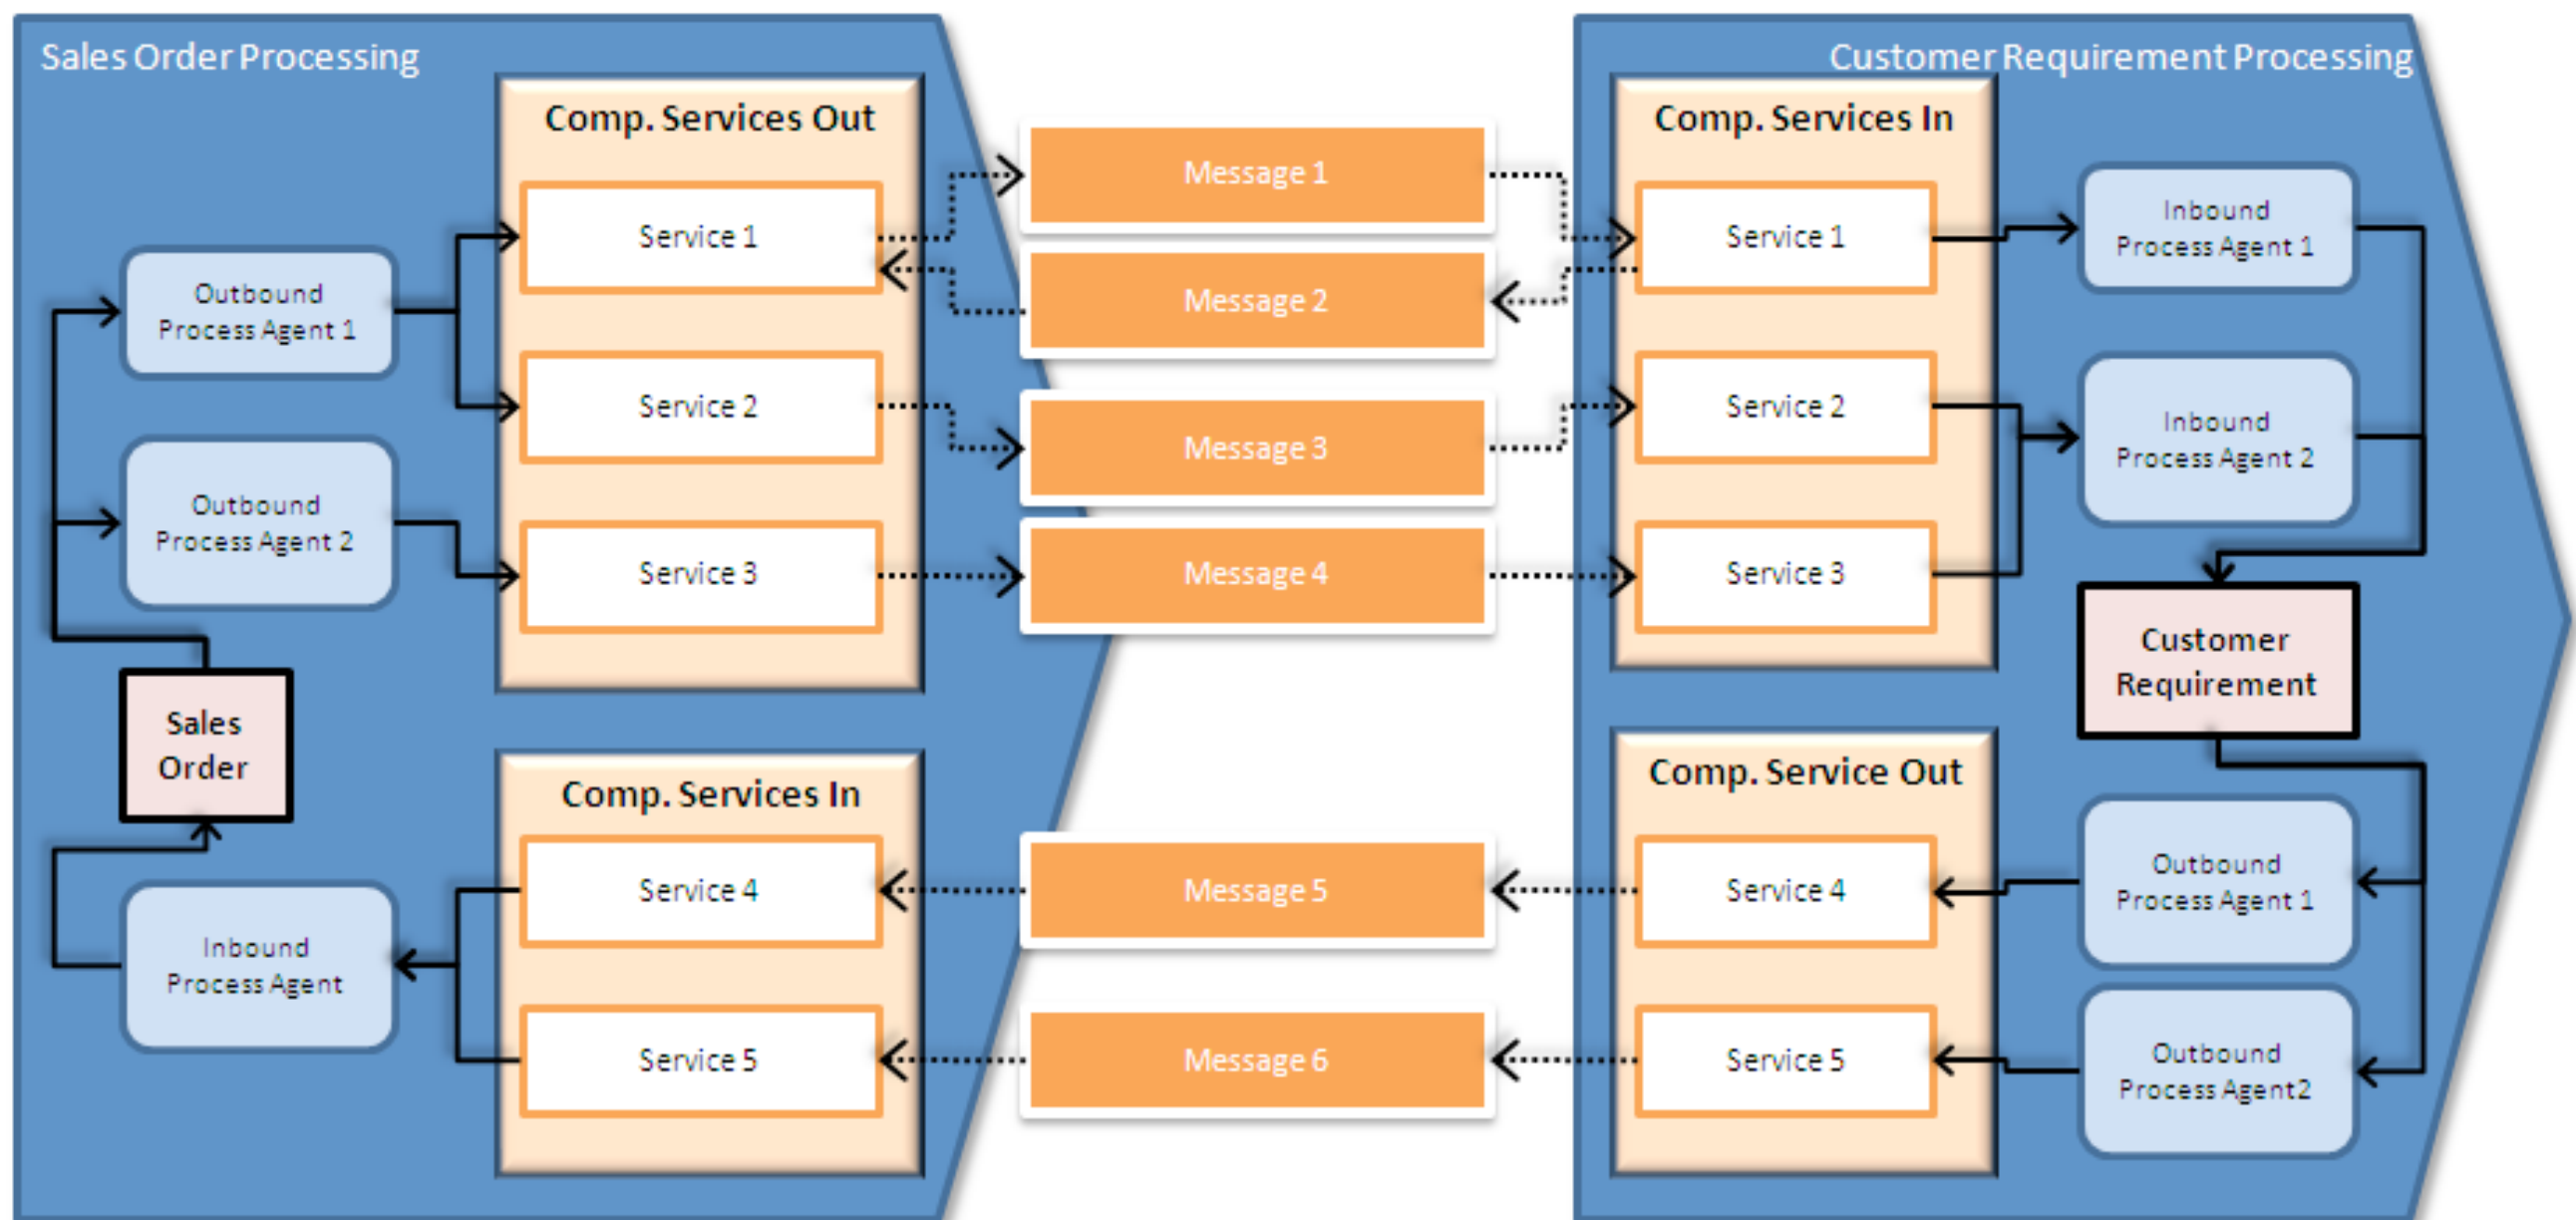 Sales Order Processing
Comp. Services Out
Service 1
Service 2
Service 3
Outbound
Process Agent 1
Outbound
Process Agent 2
Sales
Order
Inbound
Process Agent
Comp. Services In
Service 4
Service 5
Message 1
Message 2
Message 3
Message 4
Message 5
Message 6
Customer Requirement Processing
Comp. Services In
Service 1
Service 2
Service 3
Inbound
Process Agent 1
Inbound
Process Agent 2
Customer
Requirement
Comp. Service Out
Service 4
Service 5
Outbound
Process Agent 1
Outbound
Process Agent2